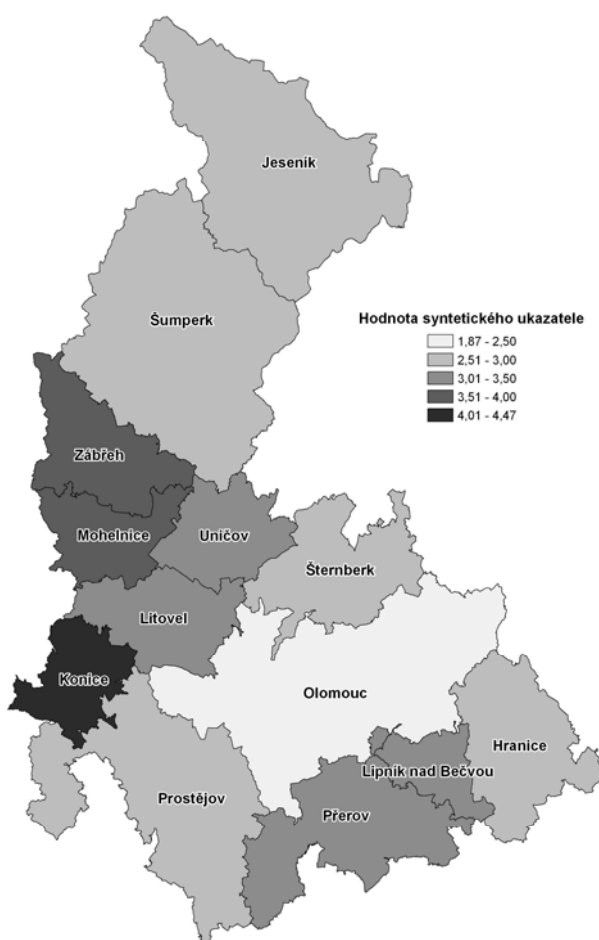 Jeseník
Šumperk
Hodnota syntetického ukazatele
1,87 - 2,50
2,51 - 3,00
3,01 - 3,50
3,51 - 4,00
4,01 - 4,47
Zábřeh
Mohelnice
Uničov
Šternberk
Litovel
Konice
Olomouc
Hranice
Lipník nad Bečvou
Prostějov
Přerov